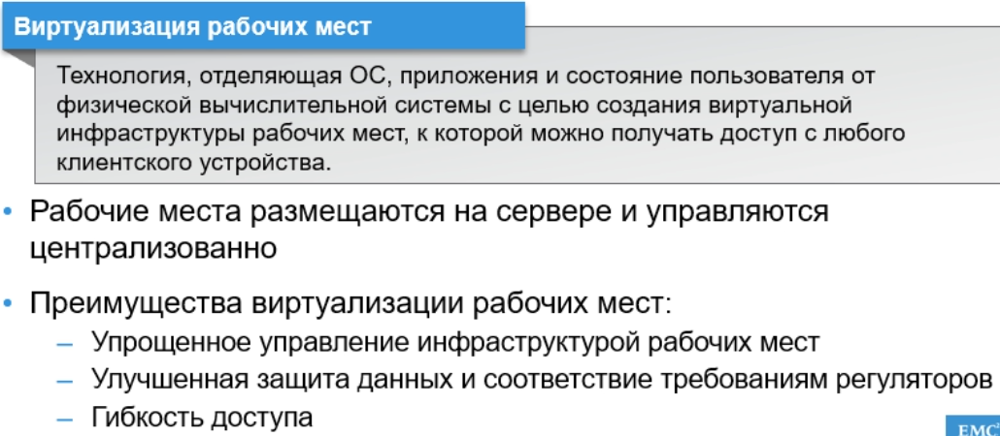 Виртуализация рабочих мест
Технология, отделяющая ОС, приложения и состояние пользователя от
физической вычислительной системы с целью создания виртуальной
инфраструктуры рабочих мест, к которой можно получать доступ с любого
клиентского устройства.
• Рабочие места размещаются на сервере и управляются
централизованно
• Преимущества виртуализации рабочих мест:
– Упрощенное управление инфраструктурой рабочих мест
– Улучшенная защита данных и соответствие требованиям регуляторов
– Гибкость доступа
EMC²